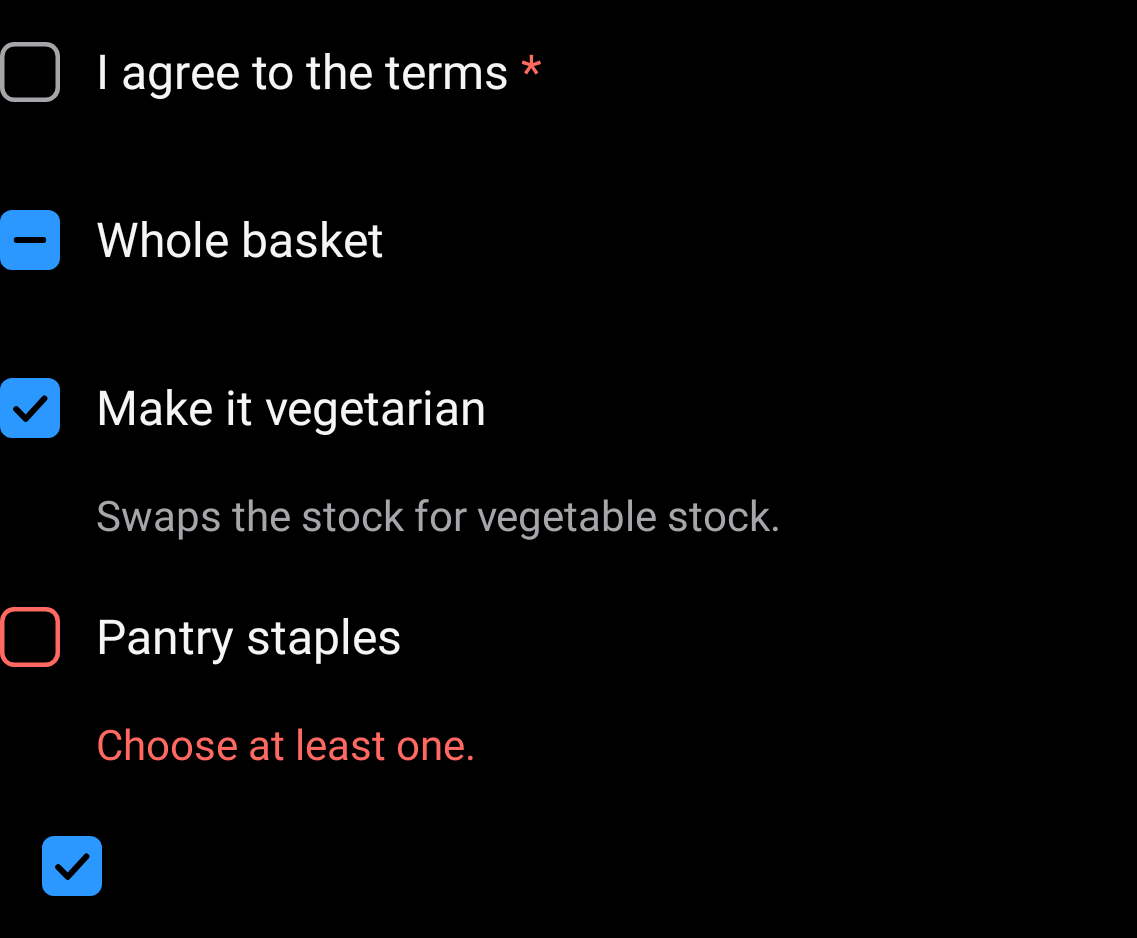 I agree to the terms *
Whole basket
Make it vegetarian
Swaps the stock for vegetable stock.
Pantry staples
Choose at least one.